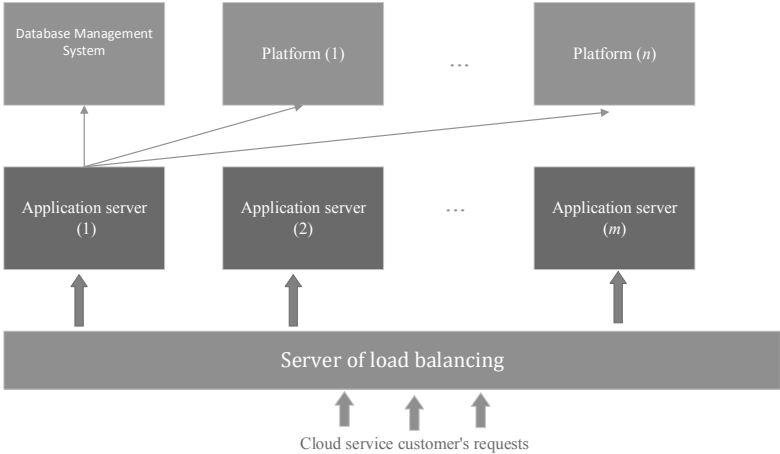 Database Management
System
Platform (1)
...
Platform (n)
Application server
(1)
Application server
(2)
...
Application server
(m)
Server of load balancing
Cloud service customer's requests